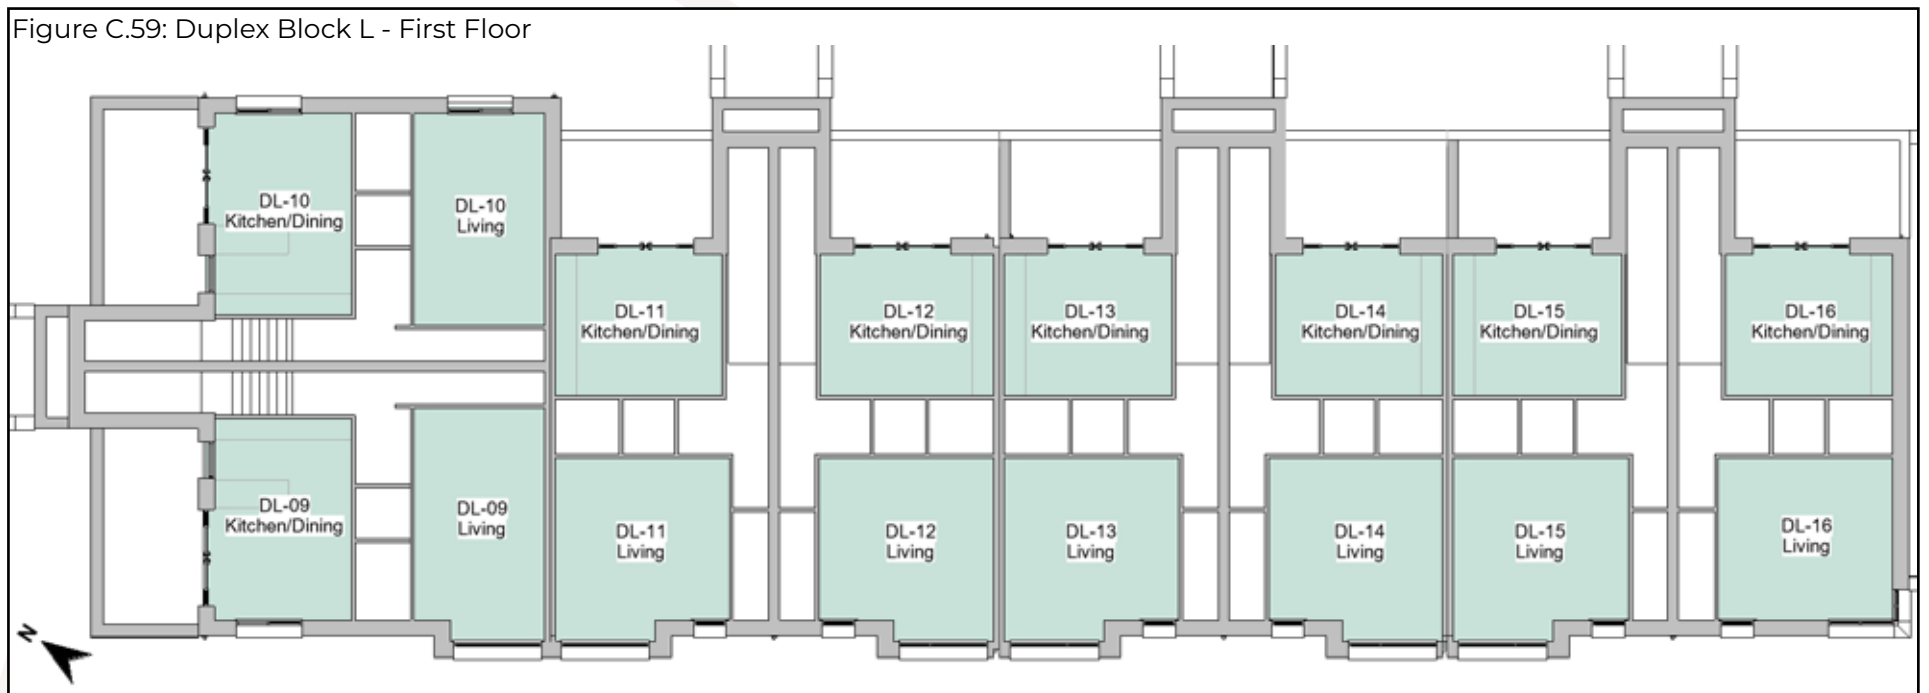 Figure C.59: Duplex Block L - First Floor
DL-10
Kitchen/Dining
DL-10
Living
DL-11
Kitchen/Dining
DL-12
Kitchen/Dining
DL-13
Kitchen/Dining
DL-14
Kitchen/Dining
DL-15
Kitchen/Dining
DL-16
Kitchen/Dining
DL-09
Kitchen/Dining
DL-09
Living
DL-11
Living
DL-12
Living
DL-13
Living
DL-14
Living
DL-15
Living
DL-16
Living
N